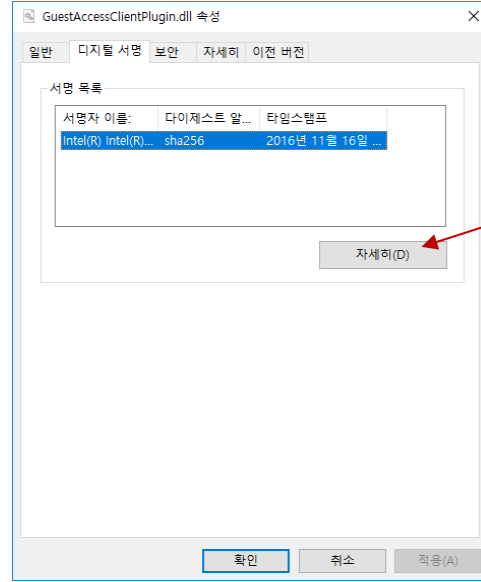 GuestAccessClientPlugin.dll 속성
일반 디지털 서명 보안 자세히 이전 버전
서명 목록
서명자 이름: 다이제스트 알... 타임스탬프
Intel(R) Intel(R)... sha256 2016년 11월 16일 ...
자세히(D)
확인 취소 적용(A)